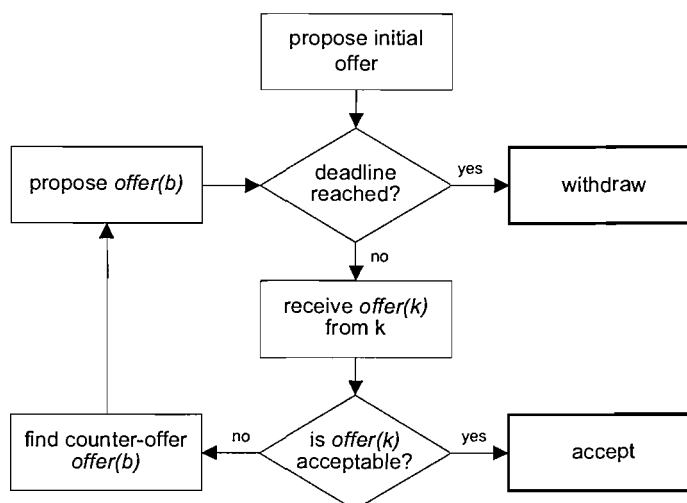 propose initial
offer
propose offer(b)
deadline
reached?
yes
withdraw
no
receive offer(k)
from k
find counter-offer
offer(b)
no
is offer(k)
acceptable?
yes
accept